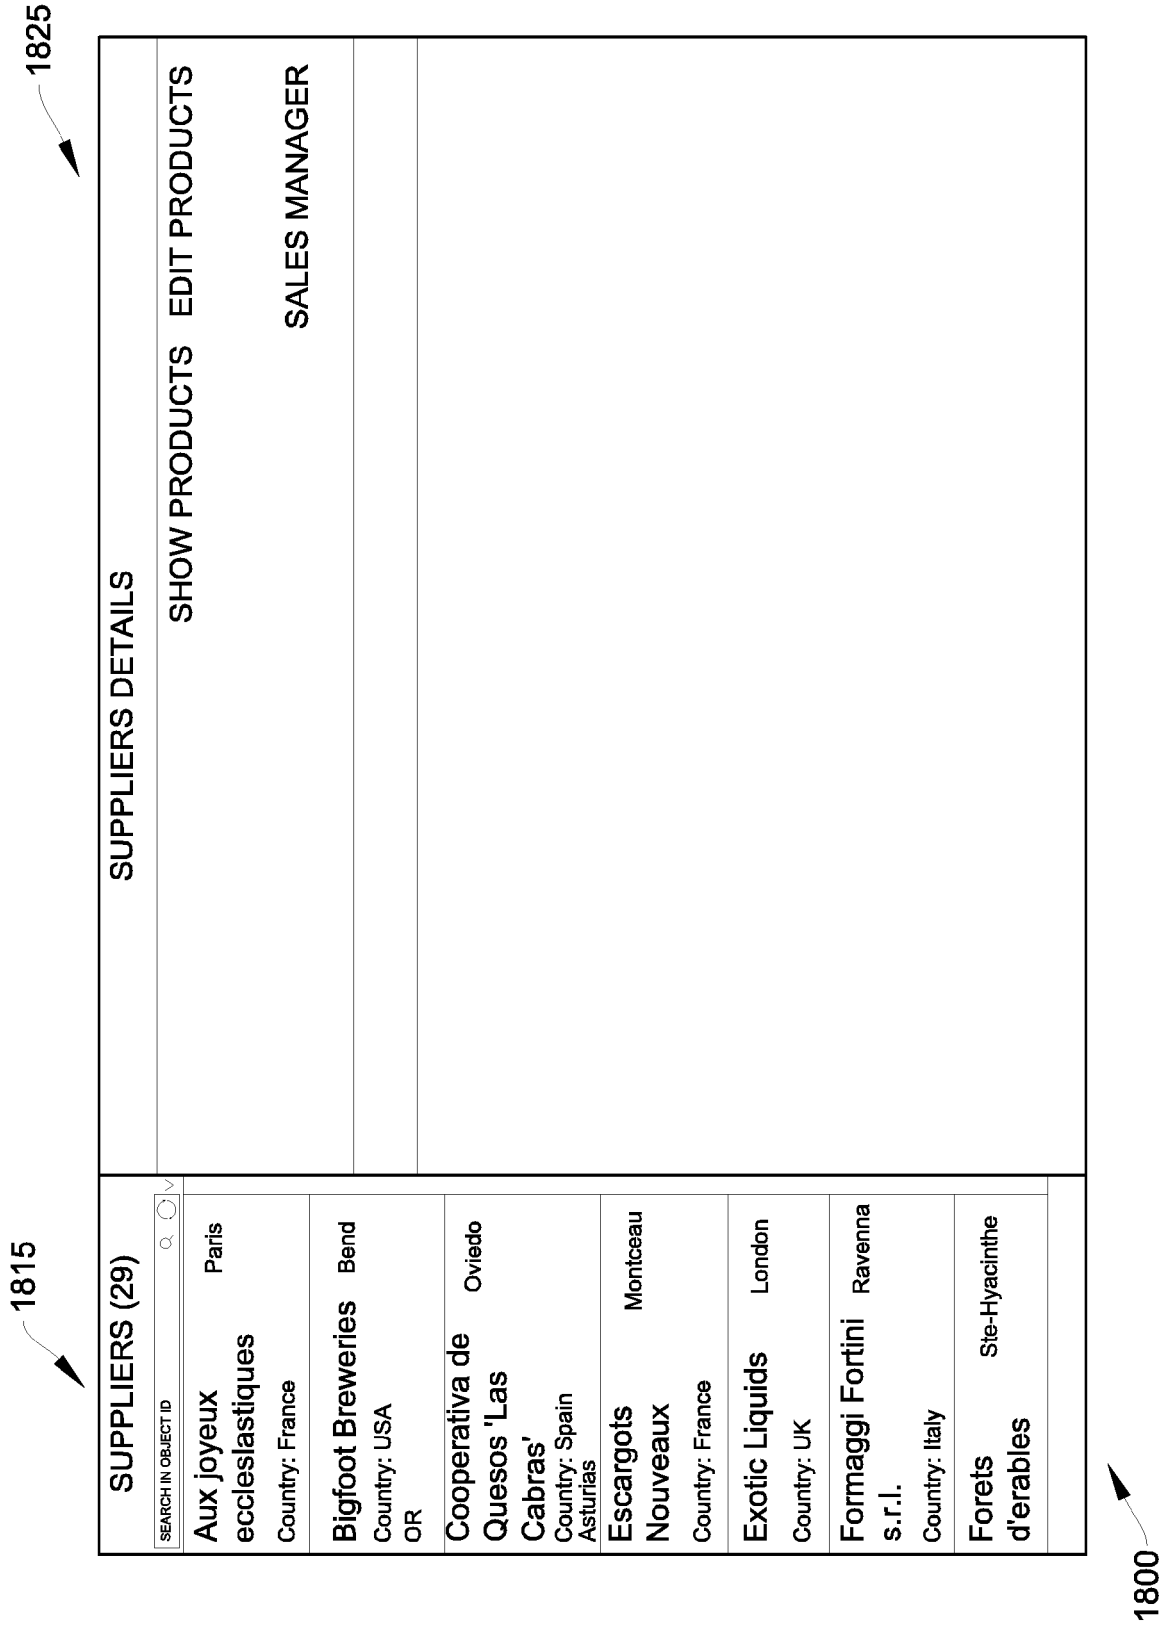 1815
1825
SUPPLIERS (29)
SEARCH IN OBJECT ID
Aux joyeux
eccleslastiques
Paris
Country: France
Bigfoot Breweries
Bend
Country: USA
OR
Cooperativa de
Quesos 'Las
Cabras'
Oviedo
Country: Spain
Asturias
Escargots
Nouveaux
Montceau
Country: France
Exotic Liquids
London
Country: UK
Formaggi Fortini
s.r.l.
Ravenna
Country: Italy
Forets
d'erables
Ste-Hyacinthe
SUPPLIERS DETAILS
SHOW PRODUCTS EDIT PRODUCTS
SALES MANAGER
1800